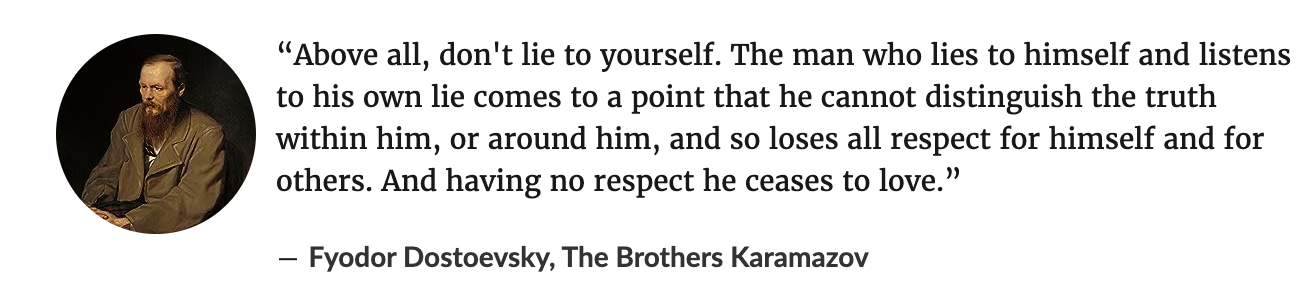 “Above all, don't lie to yourself. The man who lies to himself and listens
to his own lie comes to a point that he cannot distinguish the truth
within him, or around him, and so loses all respect for himself and for
others. And having no respect he ceases to love.”
— Fyodor Dostoevsky, The Brothers Karamazov